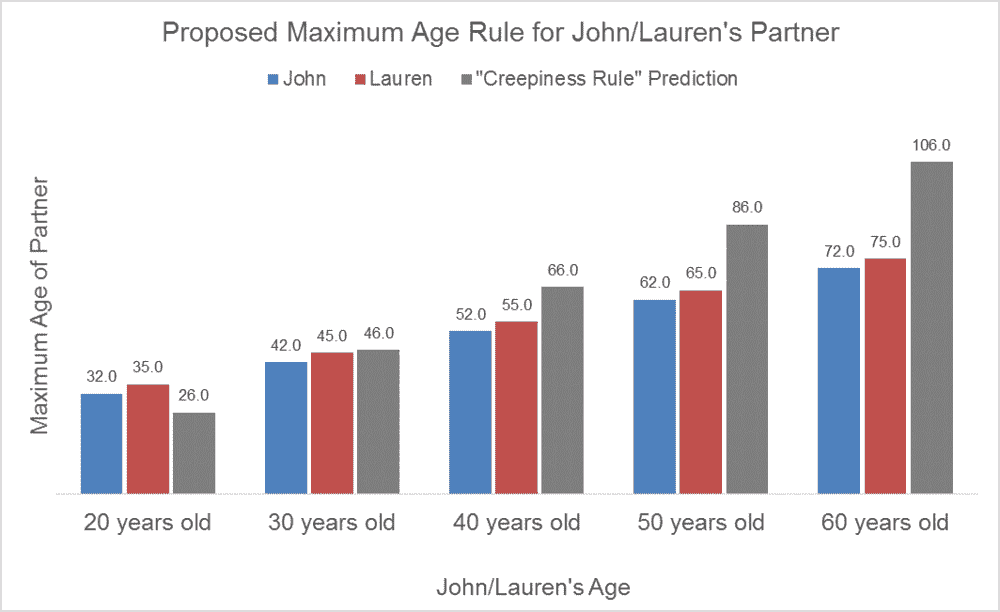 Proposed Maximum Age Rule for John/Lauren's Partner
John Lauren "Creepiness Rule" Prediction
Maximum Age of Partner
32.0 35.0 26.0
42.0 45.0 46.0
52.0 55.0 66.0
62.0 65.0 86.0
72.0 75.0 106.0
20 years old 30 years old 40 years old 50 years old 60 years old
John/Lauren's Age